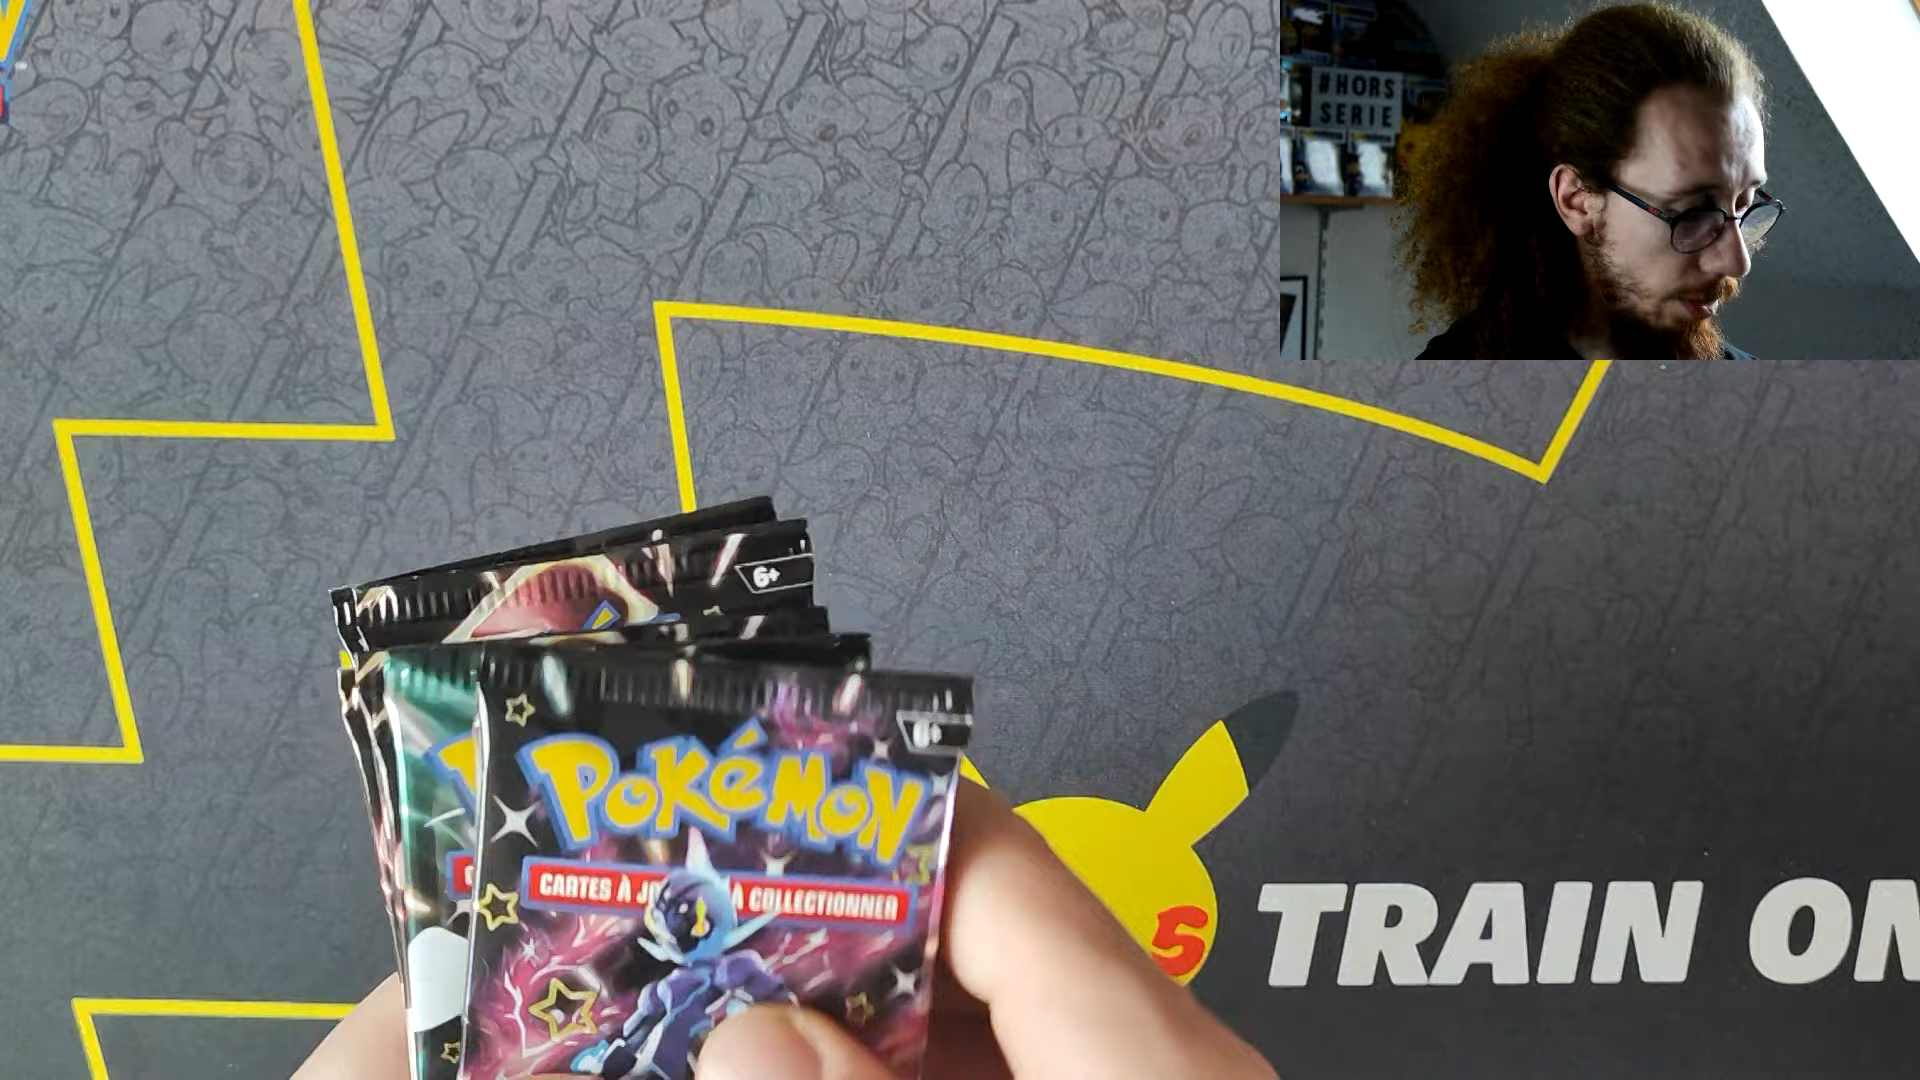 #HORS
SERIE
6+
6+
POKéMON
CARTES À JO À COLLECTIONNER
5
TRAIN ON